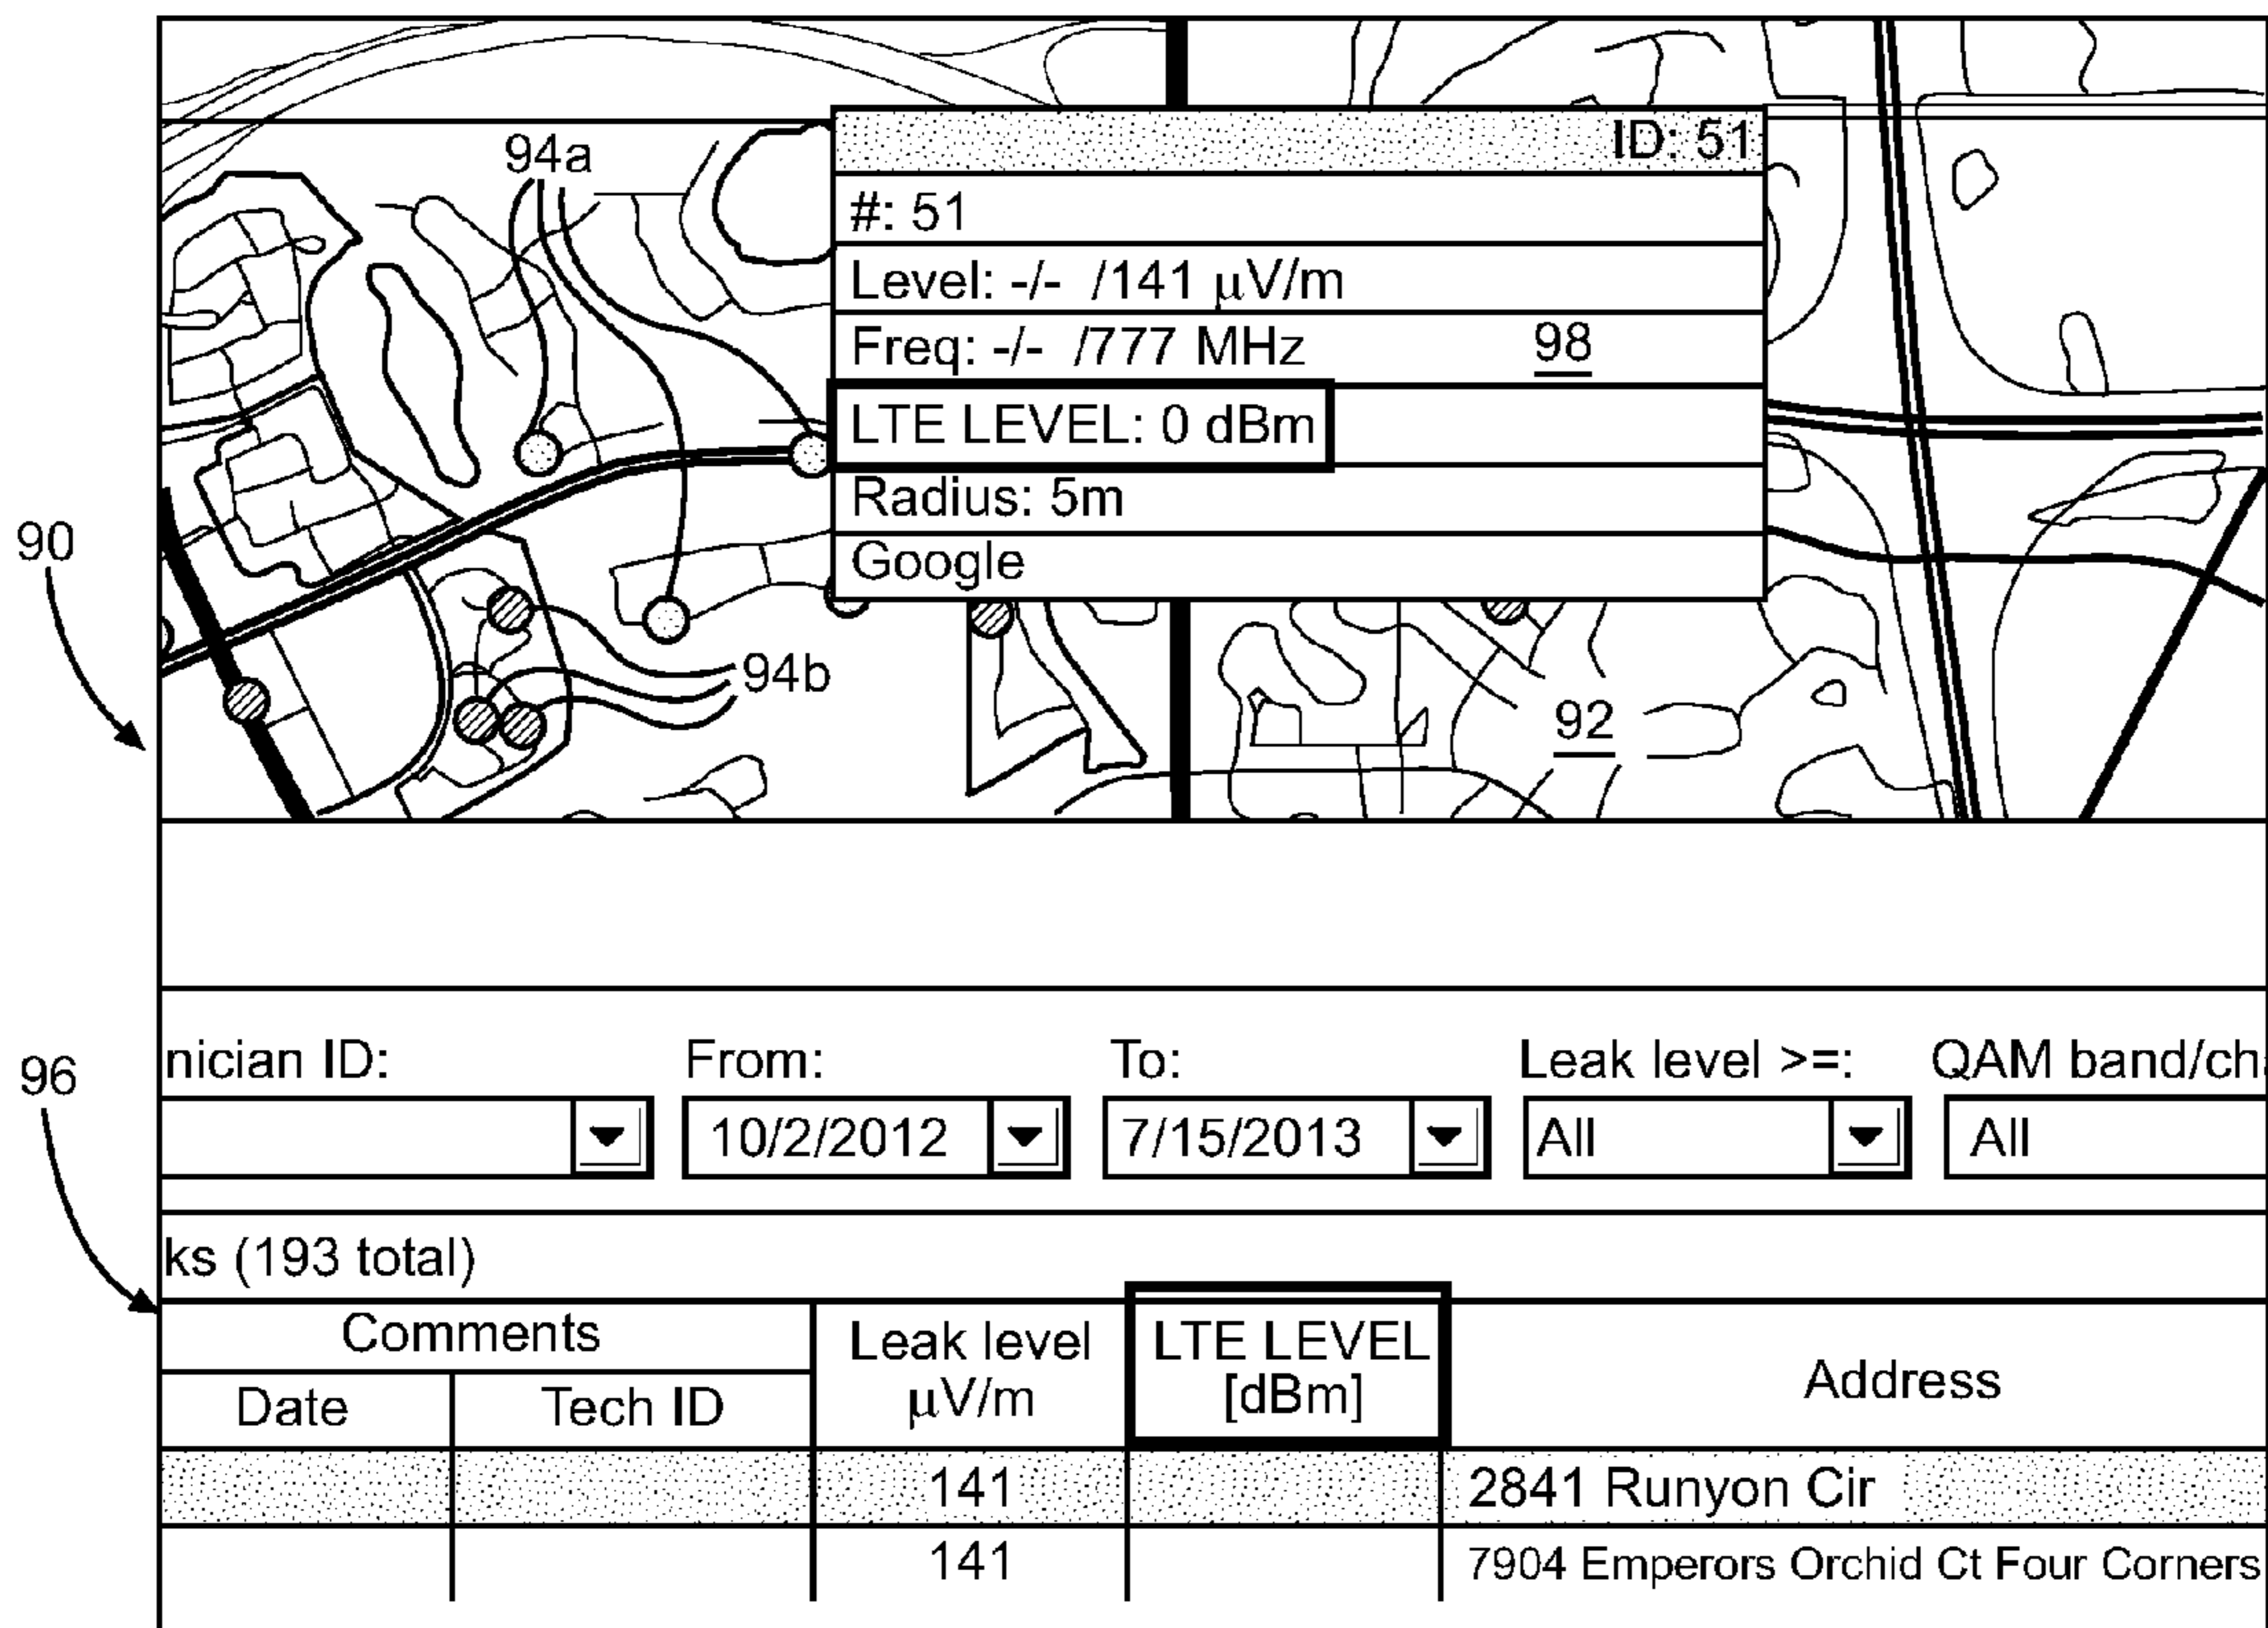 94a
ID: 51
#: 51
Level: -/- /141 µV/m
Freq: -/- /777 MHz
98
LTE LEVEL: 0 dBm
Radius: 5m
Google
90
94b
92
nician ID: From: To: Leak level >=: QAM band/ch
96
10/2/2012 7/15/2013 All All
ks (193 total)
Comments Leak level LTE LEVEL Address
Date Tech ID µV/m [dBm]
141 2841 Runyon Cir
141 7904 Emperors Orchid Ct Four Corners